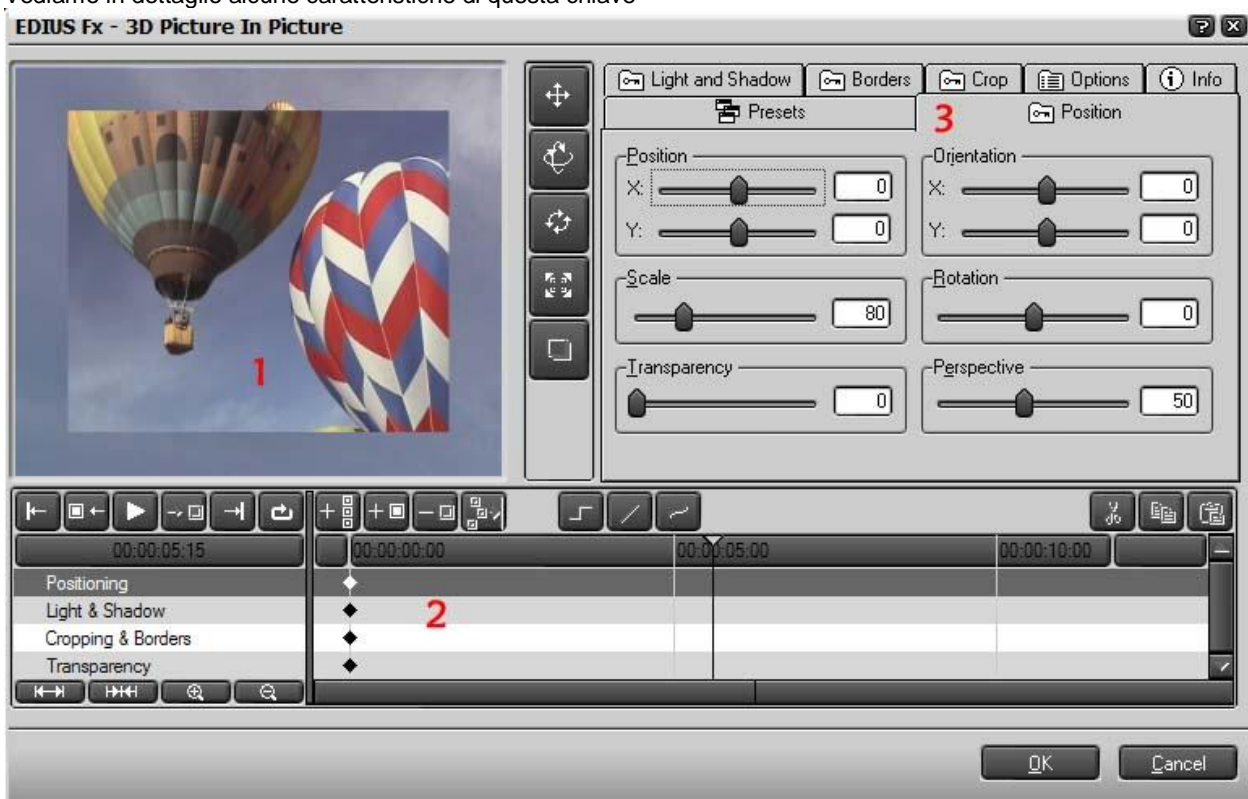 Vediamo in dettaglio alcune caratteristiche di questa chiave
EDIUS Fx - 3D Picture In Picture
Light and Shadow Borders Crop Options Info
Presets 3 Position
Position Orientation
X: 0 X: 0
Y: 0 Y: 0
Scale Rotation
80 0
Transparency Perspective
0 50
1
00:00:05:15 00:00:00:00 00:00:05:00 00:00:10:00
Positioning
Light & Shadow
2
Cropping & Borders
Transparency
OK Cancel